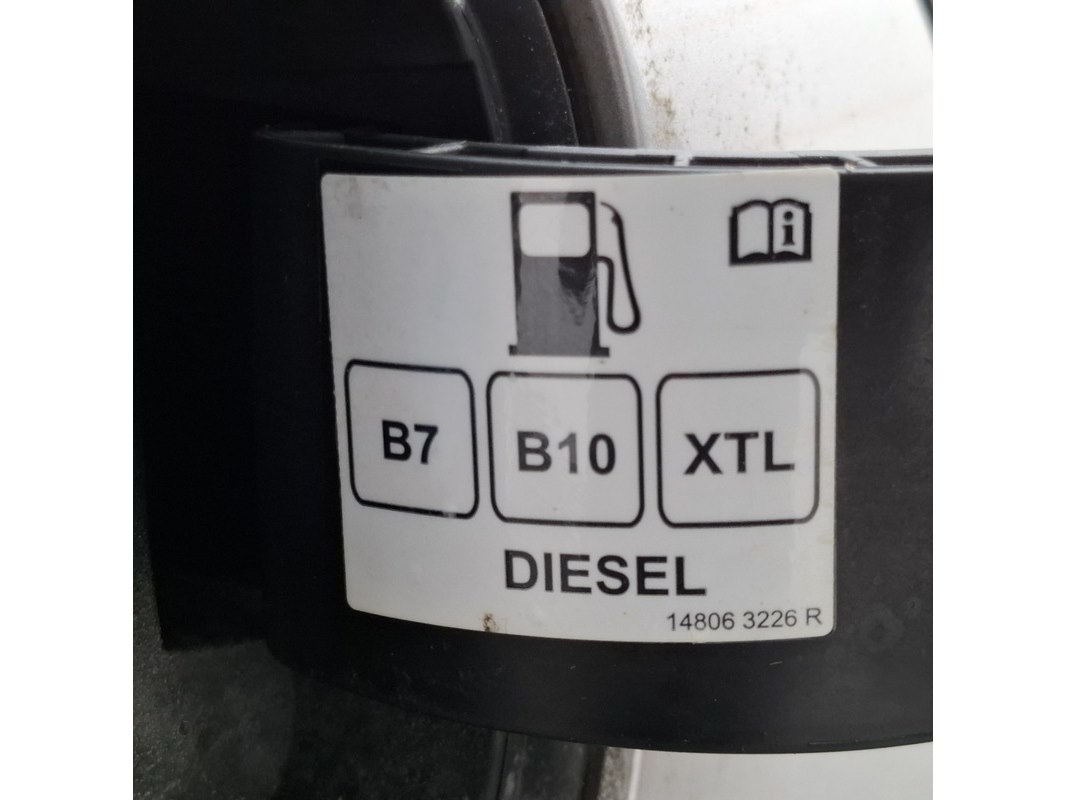 i
B7 B10 XTL
DIESEL
14806 3226 R